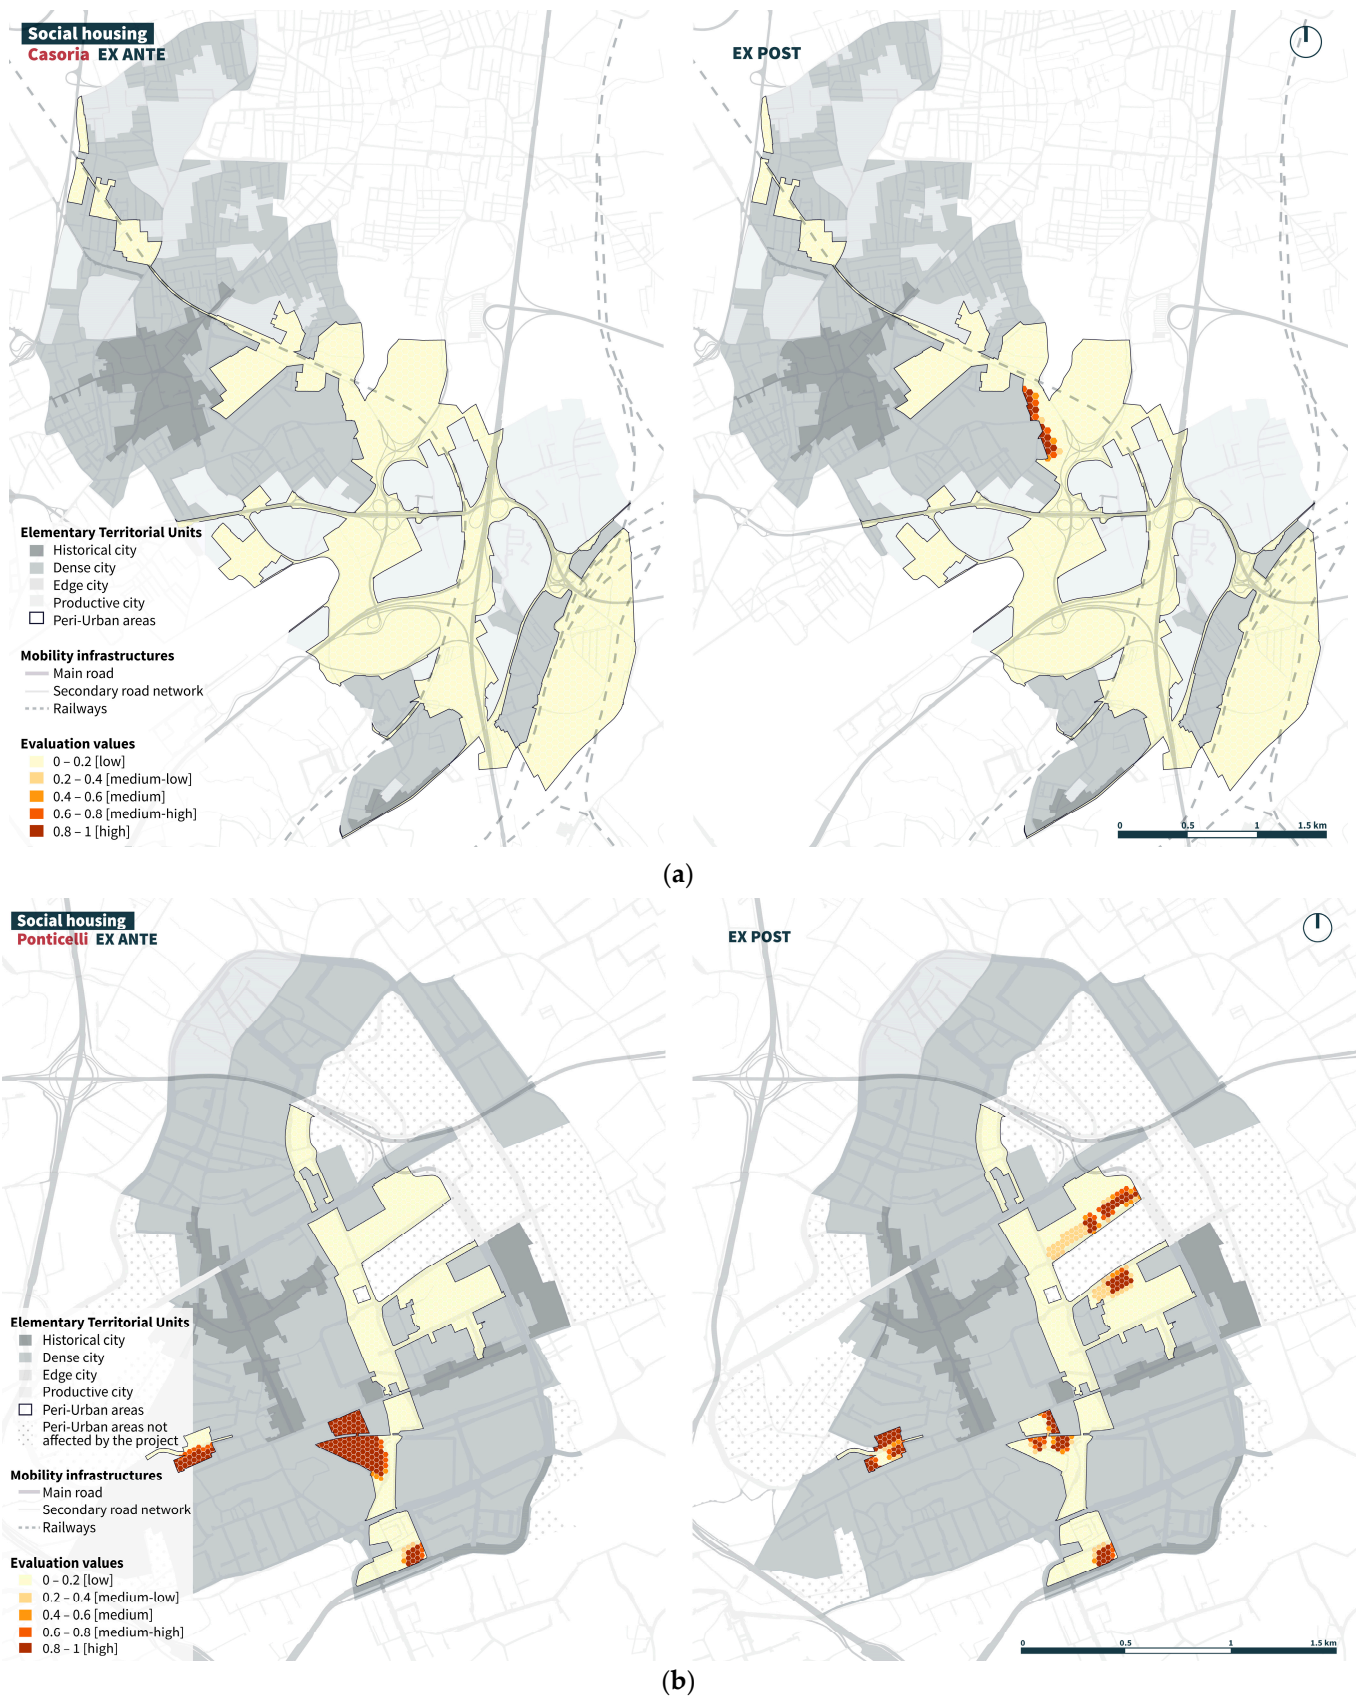 Social housing
Casoria EX ANTE
EX POST
Elementary Territorial Units
Historical city
Dense city
Edge city
Productive city
Peri-Urban areas
Mobility infrastructures
Main road
Secondary road network
Railways
Evaluation values
0 – 0.2 [low]
0.2 – 0.4 [medium-low]
0.4 – 0.6 [medium]
0.6 – 0.8 [medium-high]
0.8 – 1 [high]
0 0.5 1 1.5 km
(a)
Social housing
Ponticelli EX ANTE
EX POST
Elementary Territorial Units
Historical city
Dense city
Edge city
Productive city
Peri-Urban areas
Peri-Urban areas not
affected by the project
Mobility infrastructures
Main road
Secondary road network
Railways
Evaluation values
0 – 0.2 [low]
0.2 – 0.4 [medium-low]
0.4 – 0.6 [medium]
0.6 – 0.8 [medium-high]
0.8 – 1 [high]
0 0.5 1 1.5 km
(b)